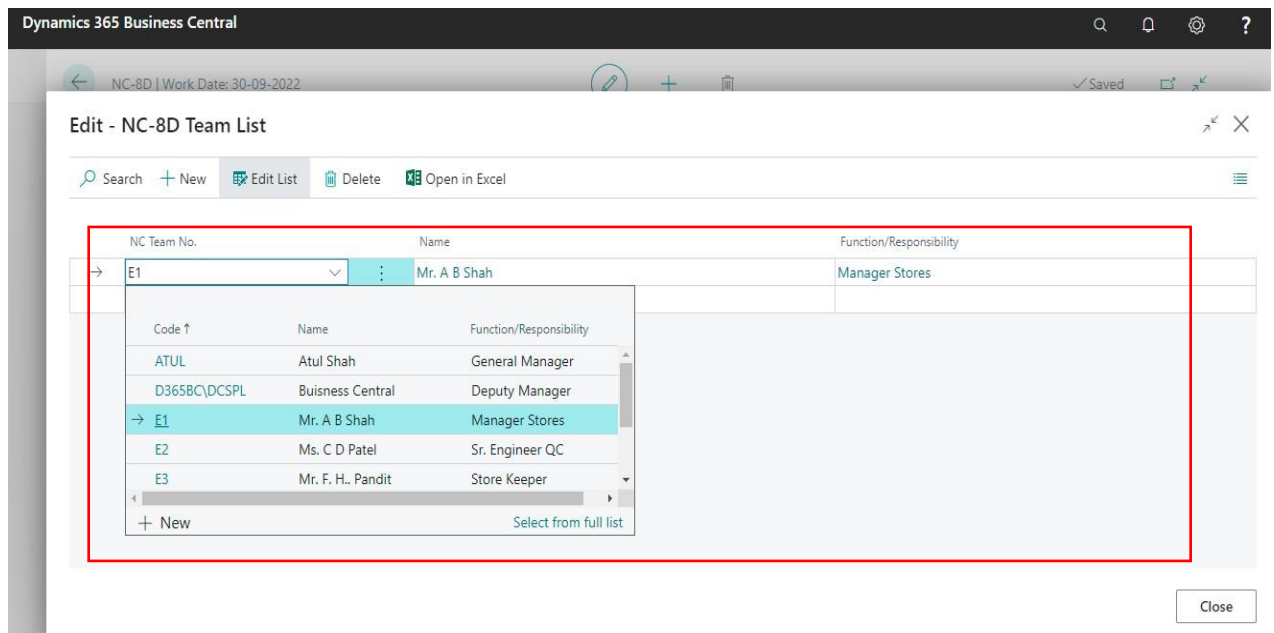 Dynamics 365 Business Central ?
NC-8D | Work Date: 30-09-2022 Saved
Edit - NC-8D Team List
Search New Edit List Delete Open in Excel
NC Team No. Name Function/Responsibility
E1 Mr. A B Shah Manager Stores
Code ↑ Name Function/Responsibility
ATUL Atul Shah General Manager
D365BC\DCSPL Buisness Central Deputy Manager
→ E1 Mr. A B Shah Manager Stores
E2 Ms. C D Patel Sr. Engineer QC
E3 Mr. F. H.. Pandit Store Keeper
+ New Select from full list
Close